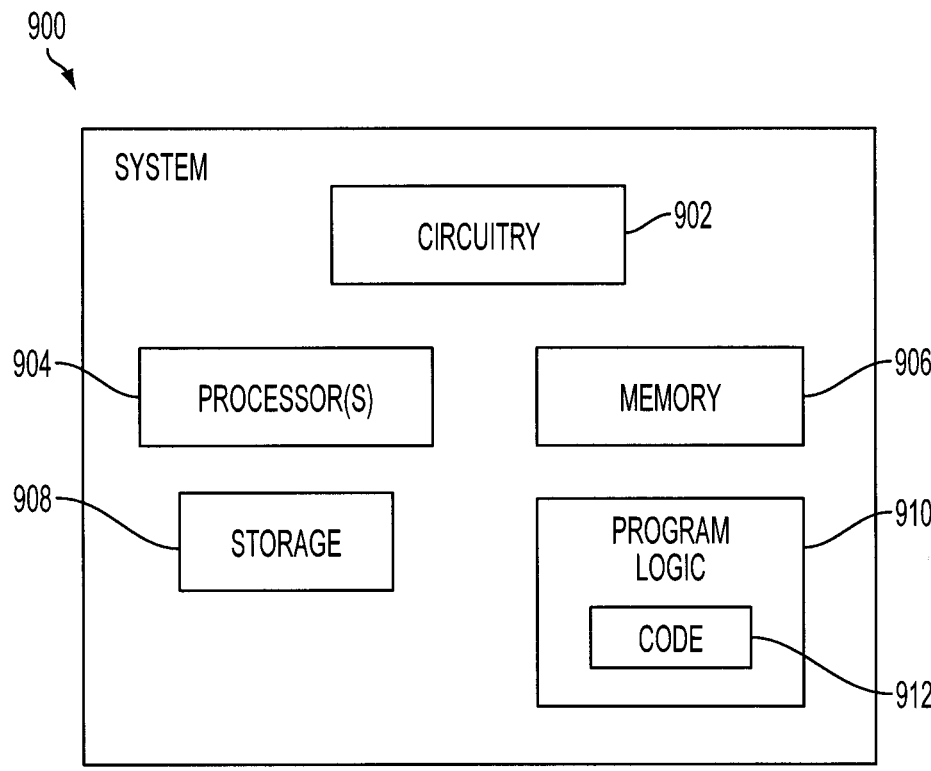 900
SYSTEM
CIRCUITRY
902
904
PROCESSOR(S)
MEMORY
906
908
STORAGE
PROGRAM
LOGIC
910
CODE
912